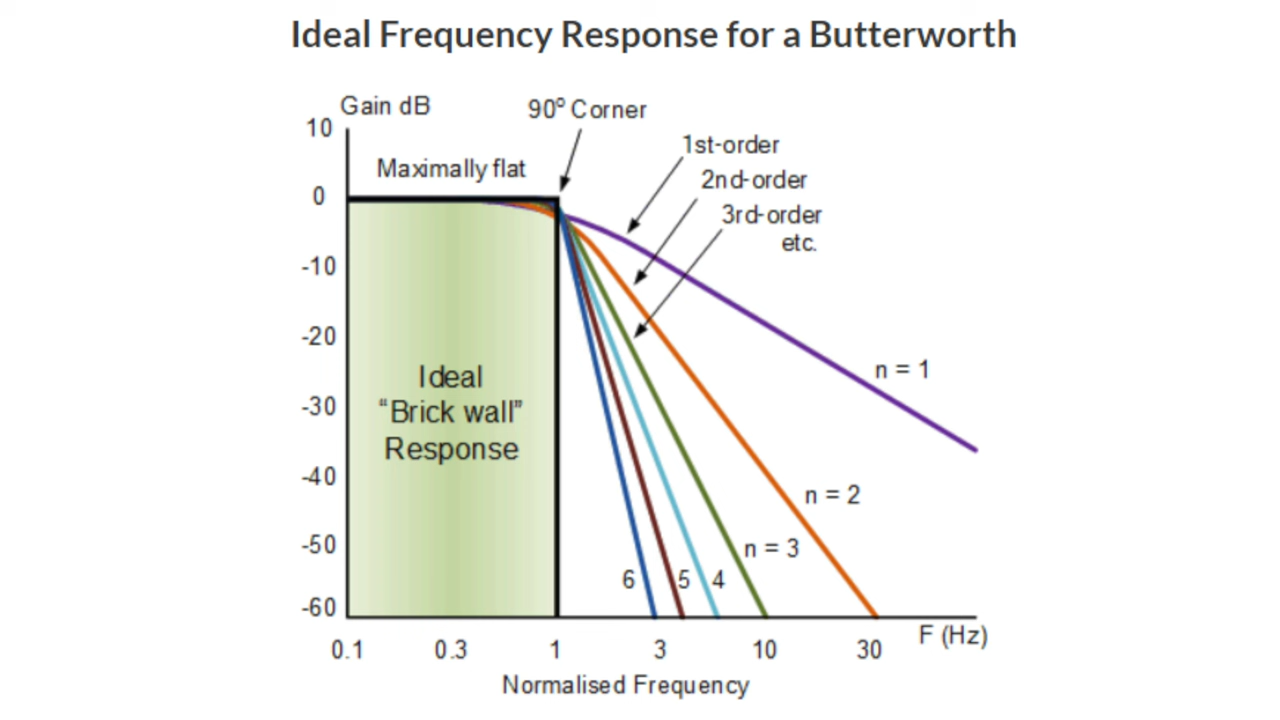 Ideal Frequency Response for a Butterworth
Gain dB
90º Corner
10
1st-order
Maximally flat
2nd-order
0
3rd-order
etc.
-10
-20
Ideal
n = 1
-30
“Brick wall”
Response
-40
n = 2
-50
n = 3
6
5
4
-60
F (Hz)
0.1
0.3
1
3
10
30
Normalised Frequency